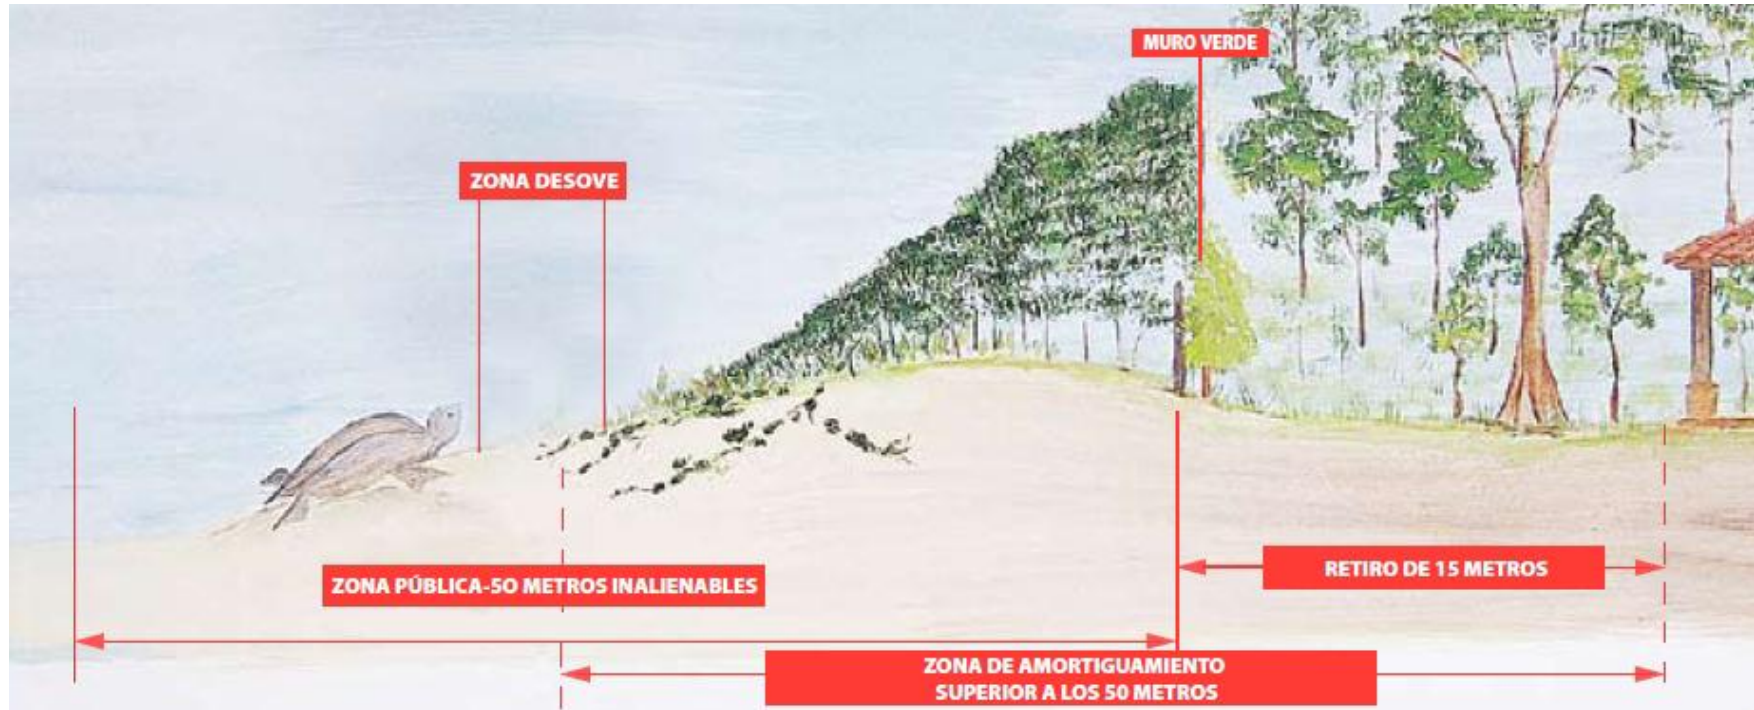 MURO VERDE
ZONA DESOVE
RETIRO DE 15 METROS
ZONA PÚBLICA-5O METROS INALIENABLES
ZONA DE AMORTIGUAMIENTO
SUPERIOR A LOS 50 METROS